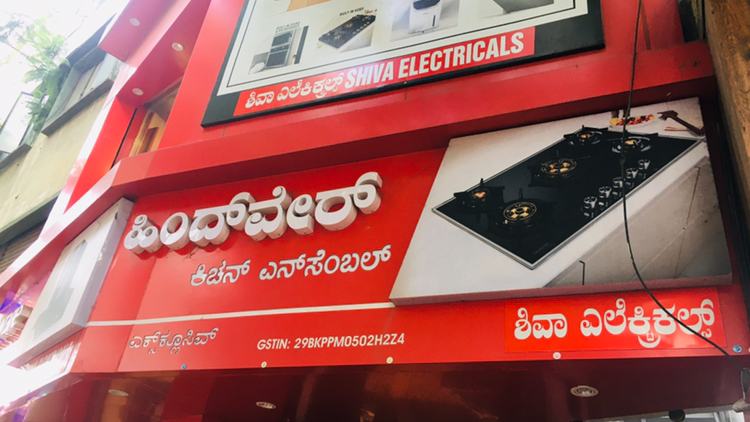 ಶಿವಾ ಎಲೆಕ್ಟ್ರಿಕಲ್ಸ್ SHIVA ELECTRICALS
ಹಿಂದ್‌ವೇರ್
ಕಿಚನ್ ಎನ್‌ಸೆಂಬಲ್
ಎಕ್ಸ್‌ಕ್ಲೂಸಿವ್
GSTIN: 29BKPPM0502H2Z4
ಶಿವಾ ಎಲೆಕ್ಟ್ರಿಕಲ್ಸ್